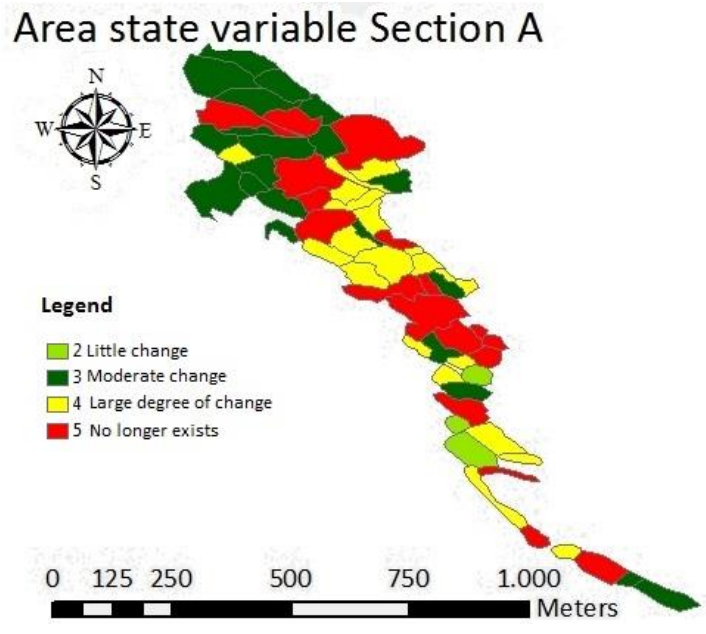 Area state variable Section A
N
W E
S
Legend
2 Little change
3 Moderate change
4 Large degree of change
5 No longer exists
0 125 250 500 750 1.000
Meters